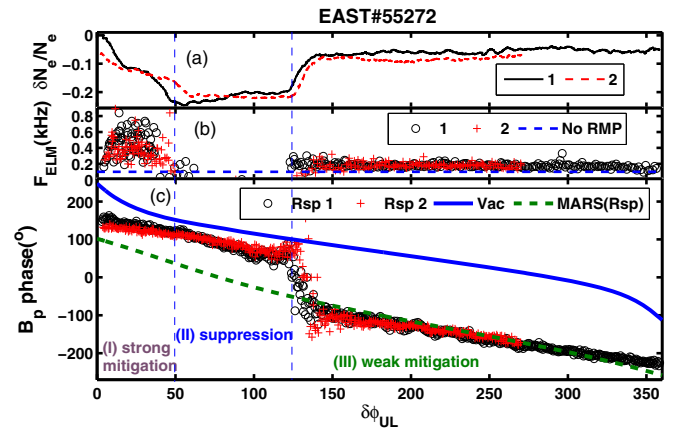 EAST#55272
δN_e/N_e
0
−0.1
−0.2
(a)
1
2
F_ELM(kHz)
0.8
0.6
0.4
0.2
0
(b)
1
2
No RMP
B_p phase(°)
200
100
0
−100
−200
(c)
Rsp 1
Rsp 2
Vac
MARS(Rsp)
(I) strong
mitigation
(II) suppression
(III) weak mitigation
0
50
100
150
200
250
300
350
δϕ_UL